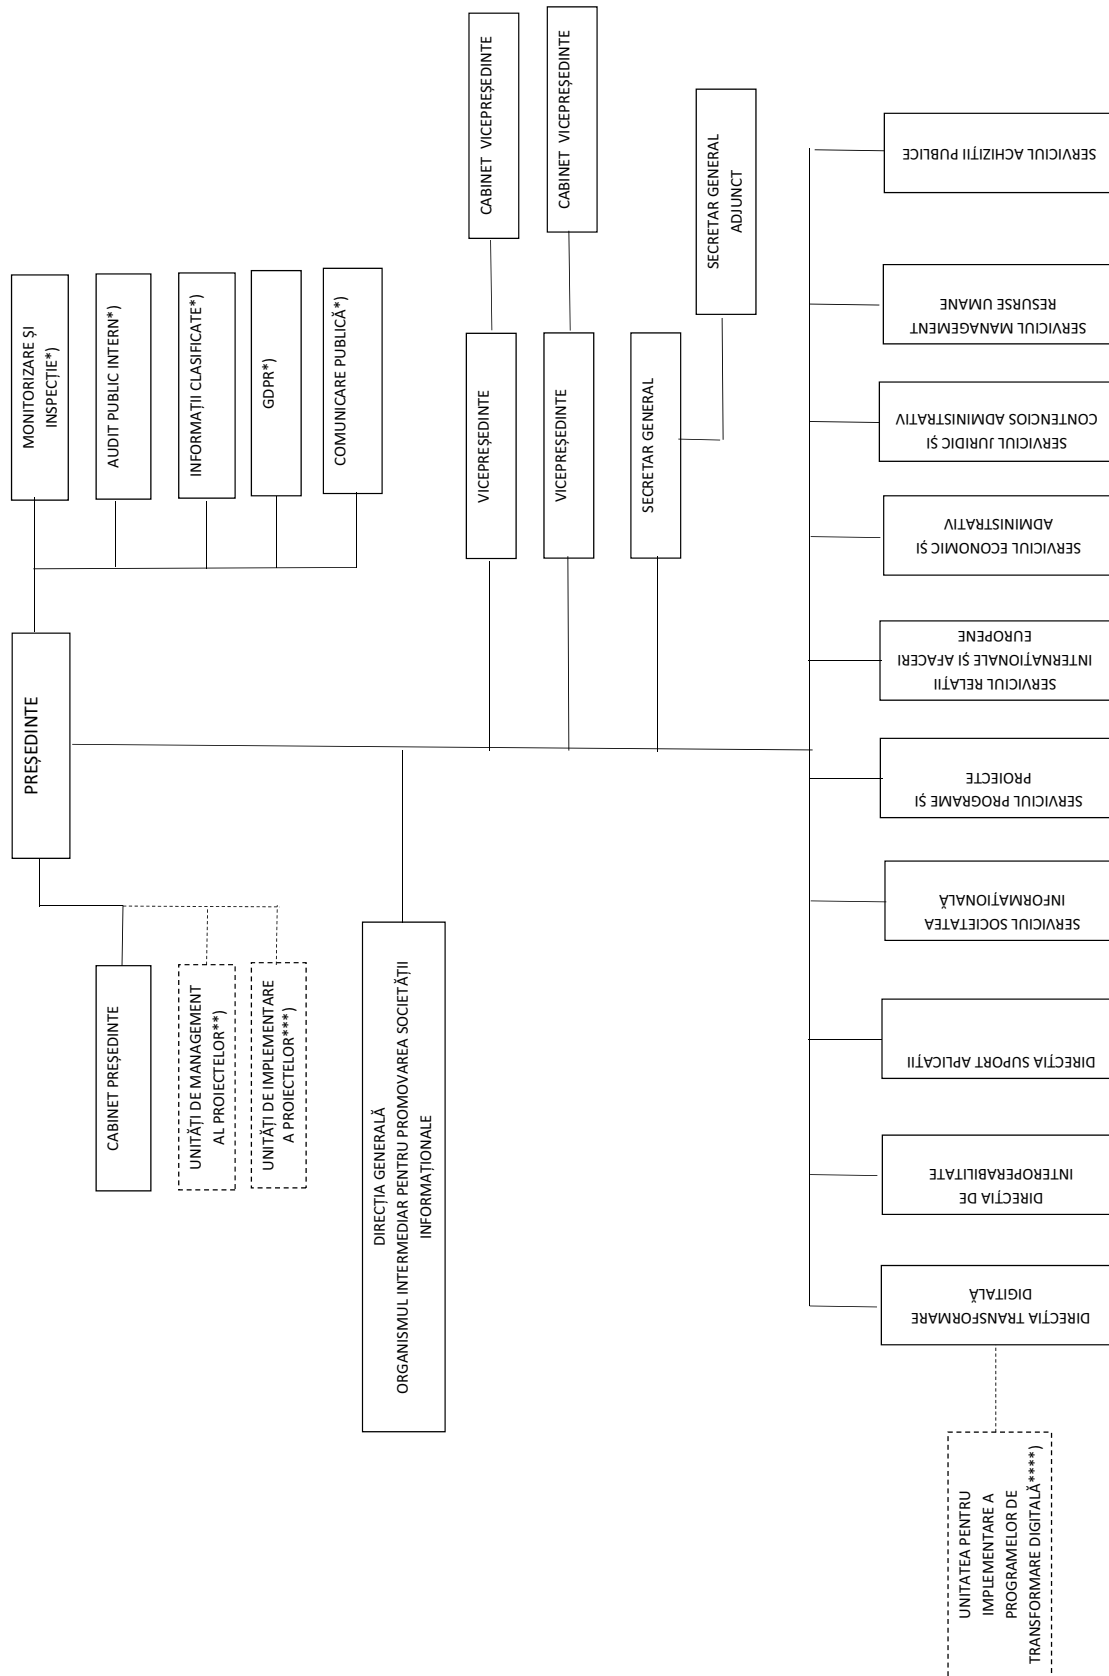 PREȘEDINTE
MONITORIZARE ȘI
INSPECȚIE*)
AUDIT PUBLIC INTERN*)
INFORMAȚII CLASIFICATE*)
GDPR*)
COMUNICARE PUBLICĂ*)
CABINET PREȘEDINTE
UNITĂȚI DE MANAGEMENT
AL PROIECTELOR**)
UNITĂȚI DE IMPLEMENTARE
A PROIECTELOR***)
DIRECȚIA GENERALĂ
ORGANISMUL INTERMEDIAR PENTRU PROMOVAREA SOCIETĂȚII
INFORMAȚIONALE
VICEPREȘEDINTE
CABINET VICEPREȘEDINTE
VICEPREȘEDINTE
CABINET VICEPREȘEDINTE
SECRETAR GENERAL
SECRETAR GENERAL
ADJUNCT
UNITATEA PENTRU
IMPLEMENTARE A
PROGRAMELOR DE
TRANSFORMARE DIGITALĂ****)
DIRECȚIA TRANSFORMARE
DIGITALĂ
DIRECȚIA DE
INTEROPERABILITATE
DIRECȚIA SUPORT APLICAȚII
SERVICIUL SOCIETATEA
INFORMAȚIONALĂ
SERVICIUL PROGRAME ȘI
PROIECTE
SERVICIUL RELAȚII
INTERNAȚIONALE ȘI AFACERI
EUROPENE
SERVICIUL ECONOMIC ȘI
ADMINISTRATIV
SERVICIUL JURIDIC ȘI
CONTENCIOS ADMINISTRATIV
SERVICIUL MANAGEMENT
RESURSE UMANE
SERVICIUL ACHIZIȚII PUBLICE